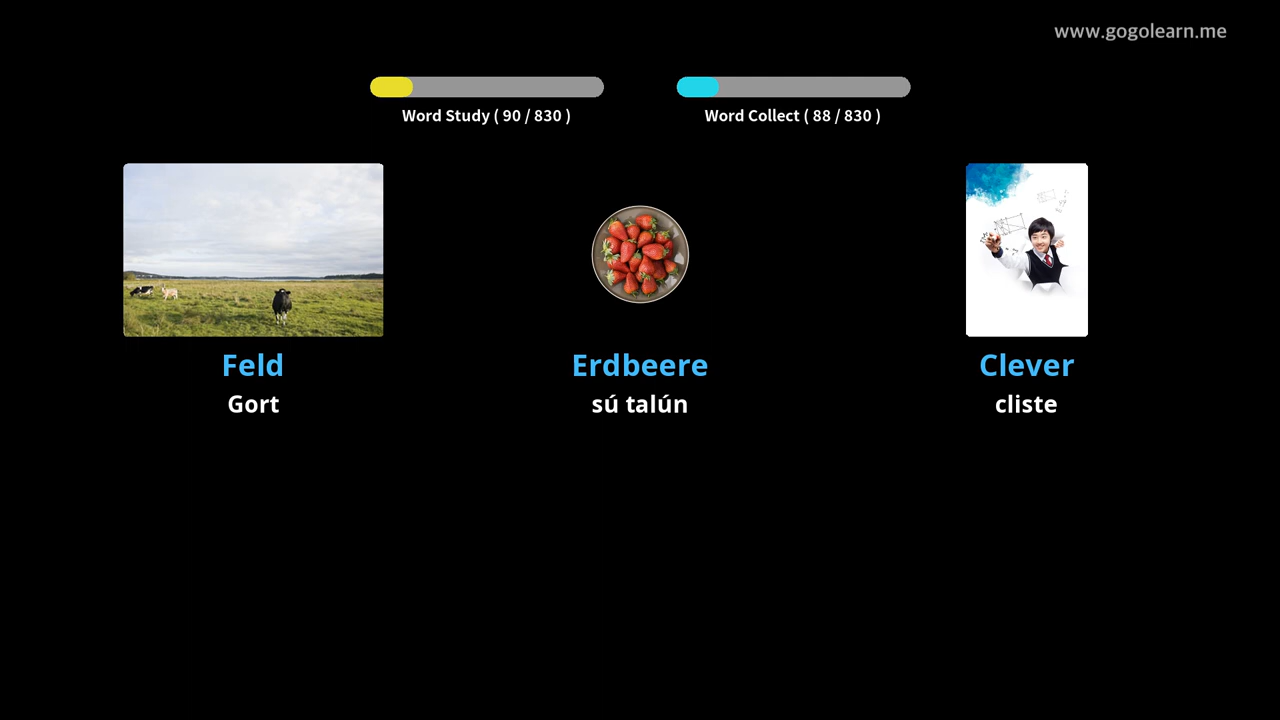 www.gogolearn.me
Word Study ( 90 / 830 )
Word Collect ( 88 / 830 )
Feld
Gort
Erdbeere
sú talún
Clever
cliste